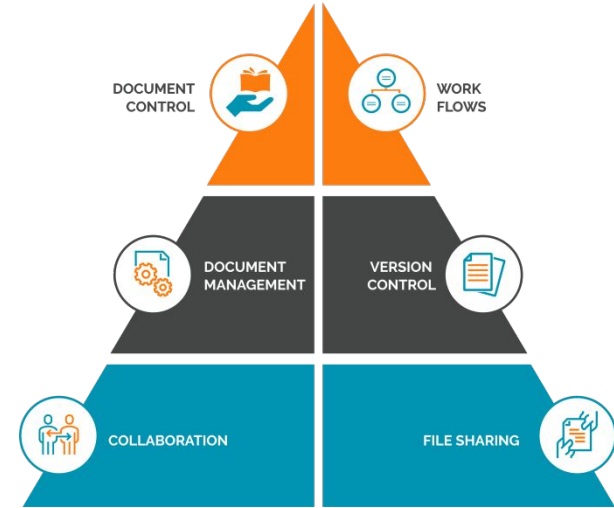 DOCUMENT
CONTROL
WORK
FLOWS
DOCUMENT
MANAGEMENT
VERSION
CONTROL
COLLABORATION
FILE SHARING